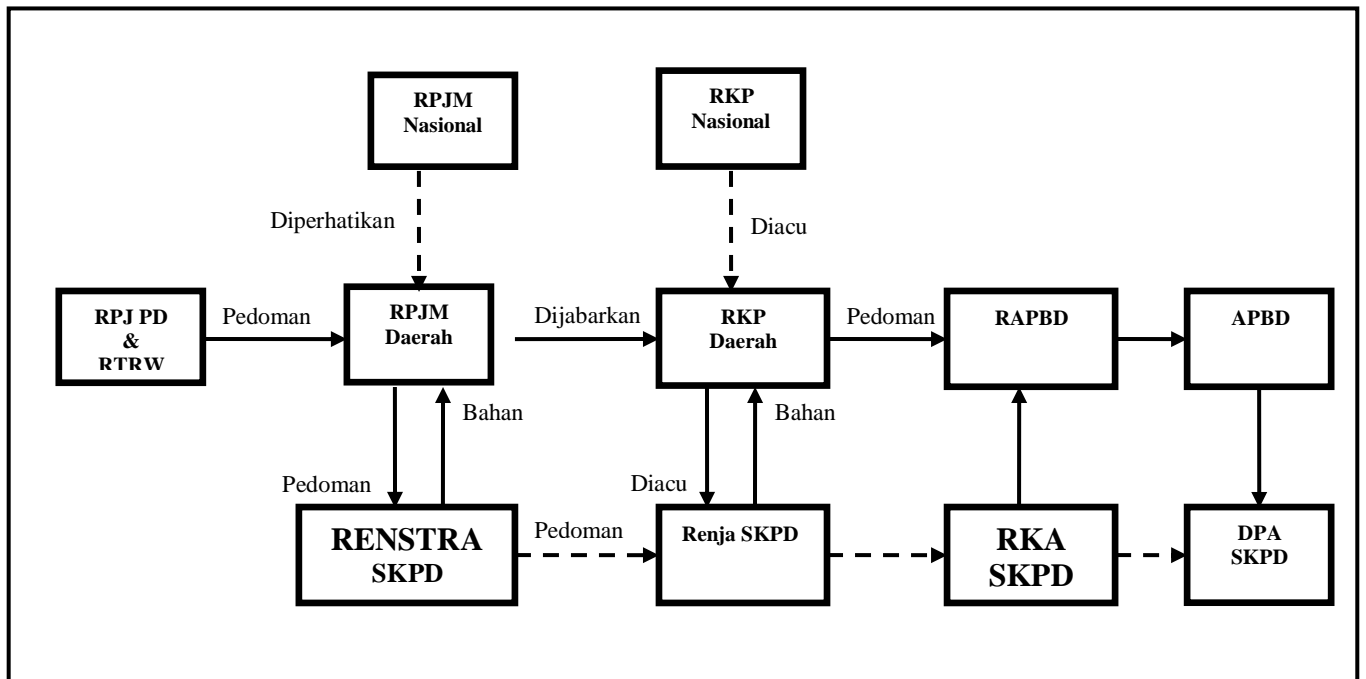 RPJM
Nasional
RKP
Nasional
Diperhatikan
Diacu
RPJ PD
&
RTRW
Pedoman
RPJM
Daerah
Dijabarkan
RKP
Daerah
Pedoman
RAPBD
APBD
Bahan
Bahan
Pedoman
Diacu
RENSTRA
SKPD
Pedoman
Renja SKPD
RKA
SKPD
DPA
SKPD